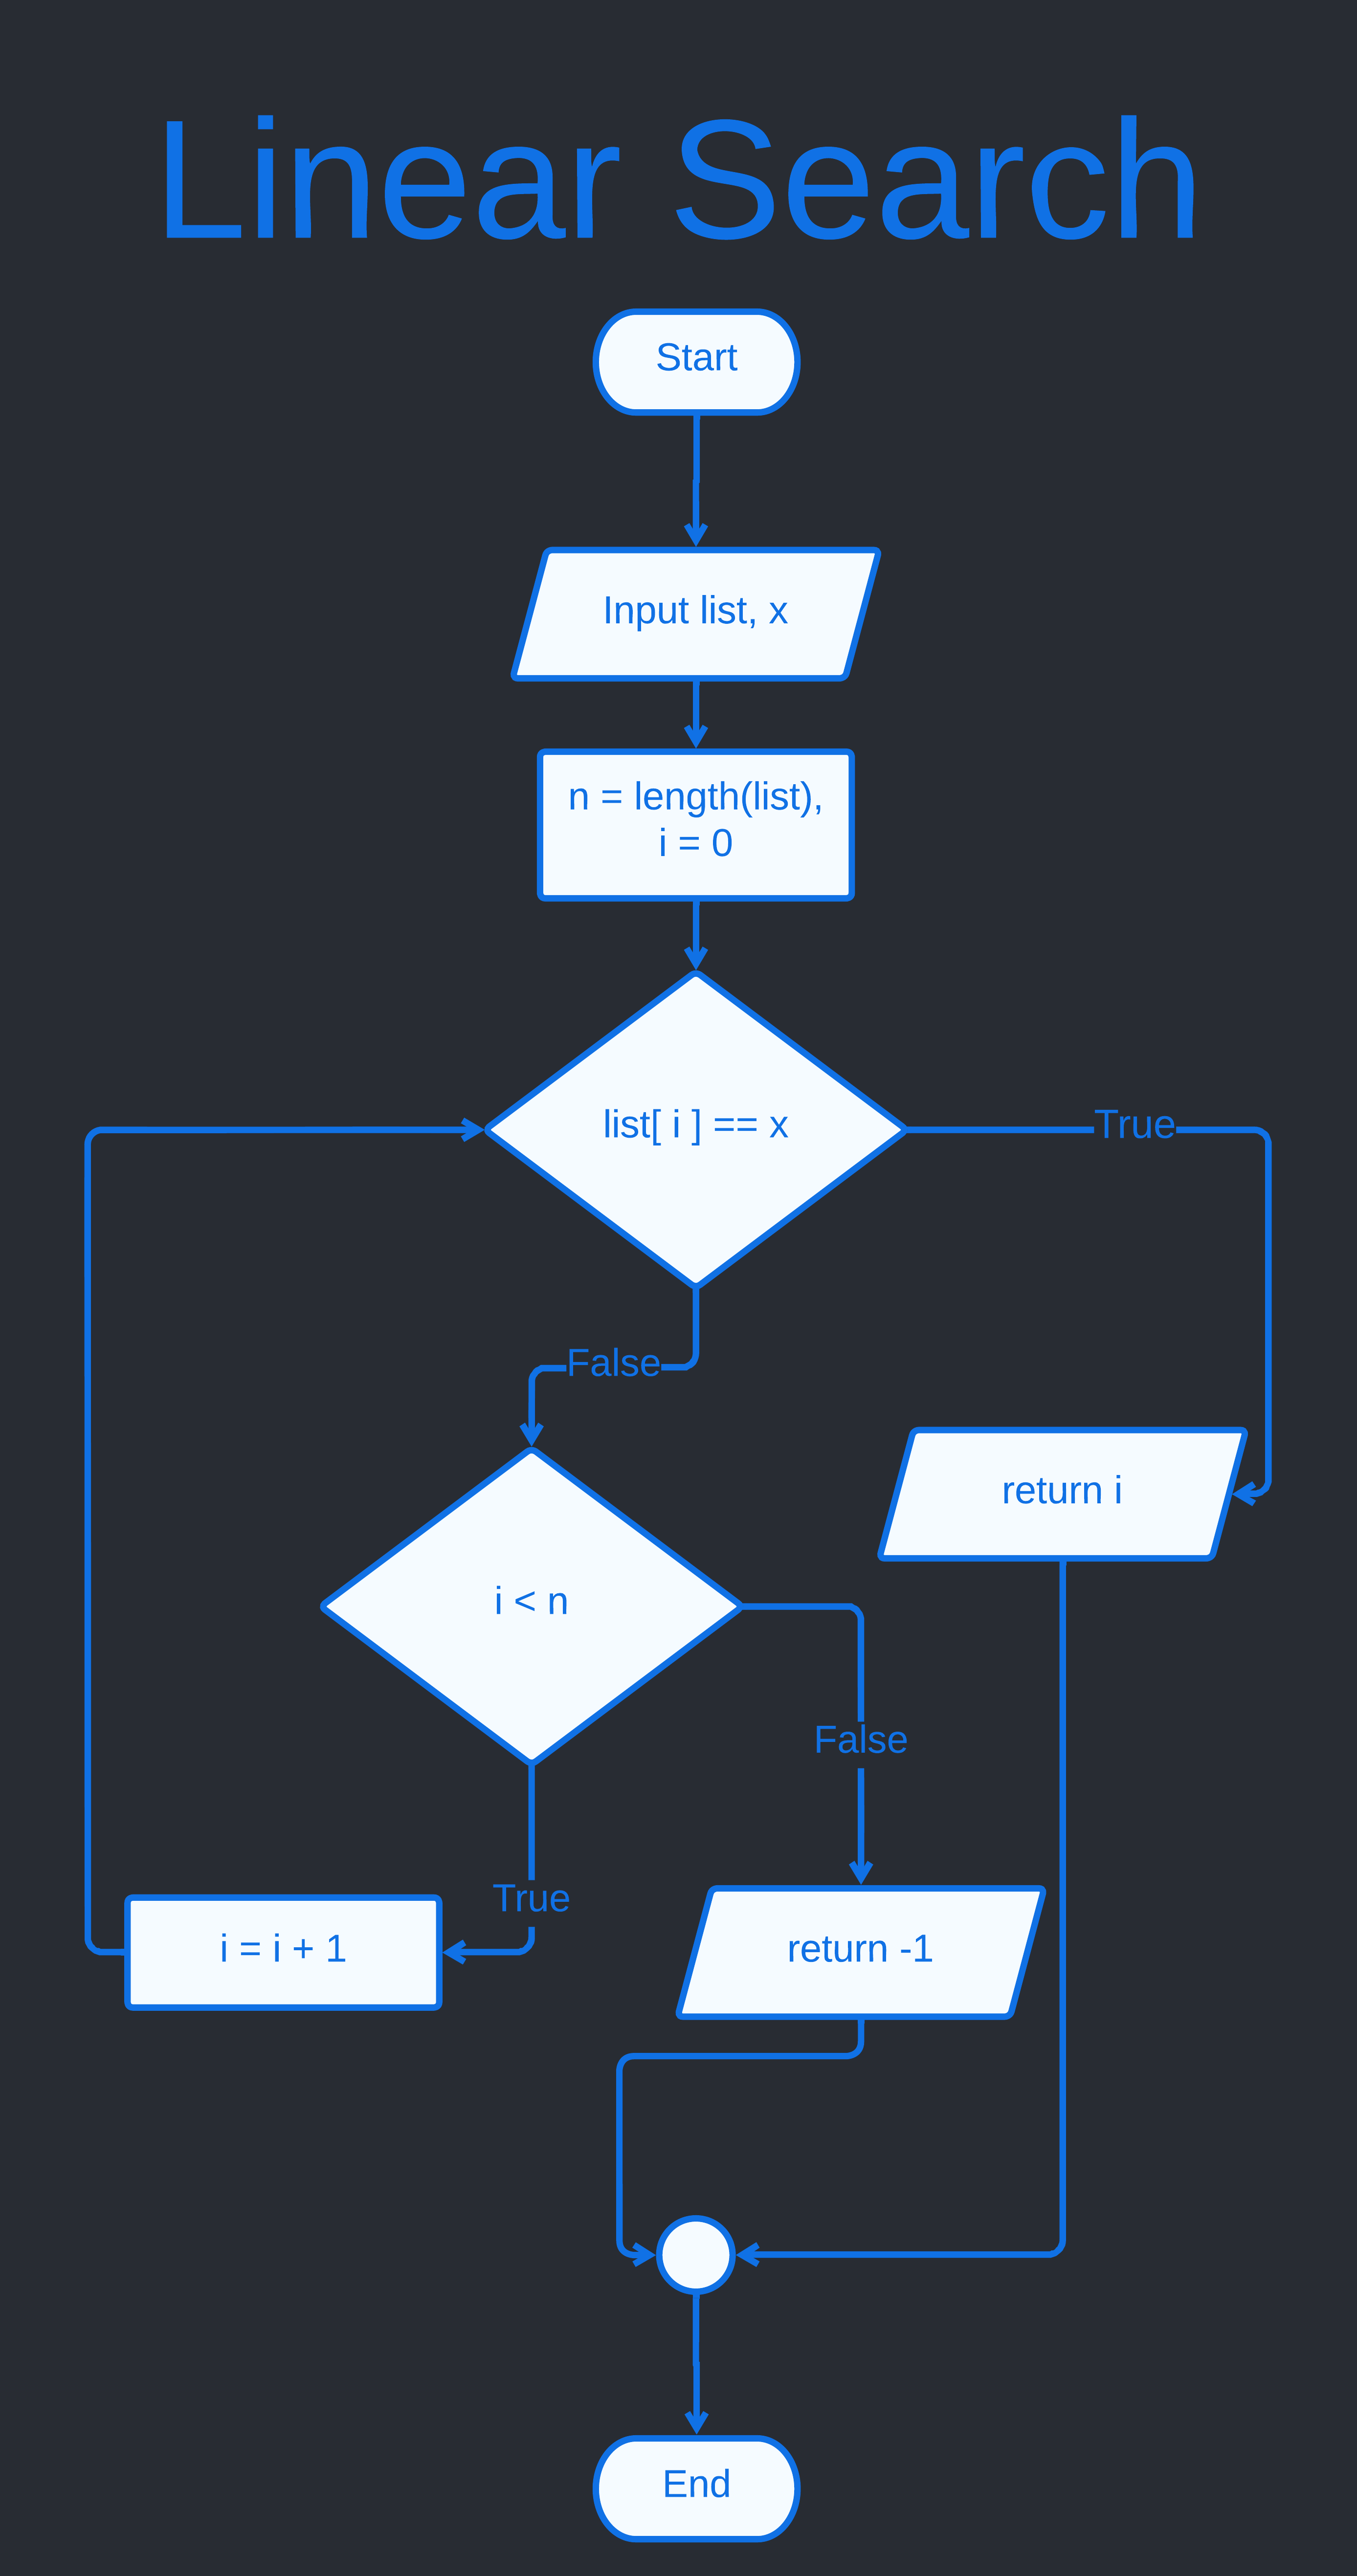 Linear Search
Start
Input list, x
n = length(list),
i = 0
list[ i ] == x
True
False
return i
i < n
False
True
i = i + 1
return -1
End